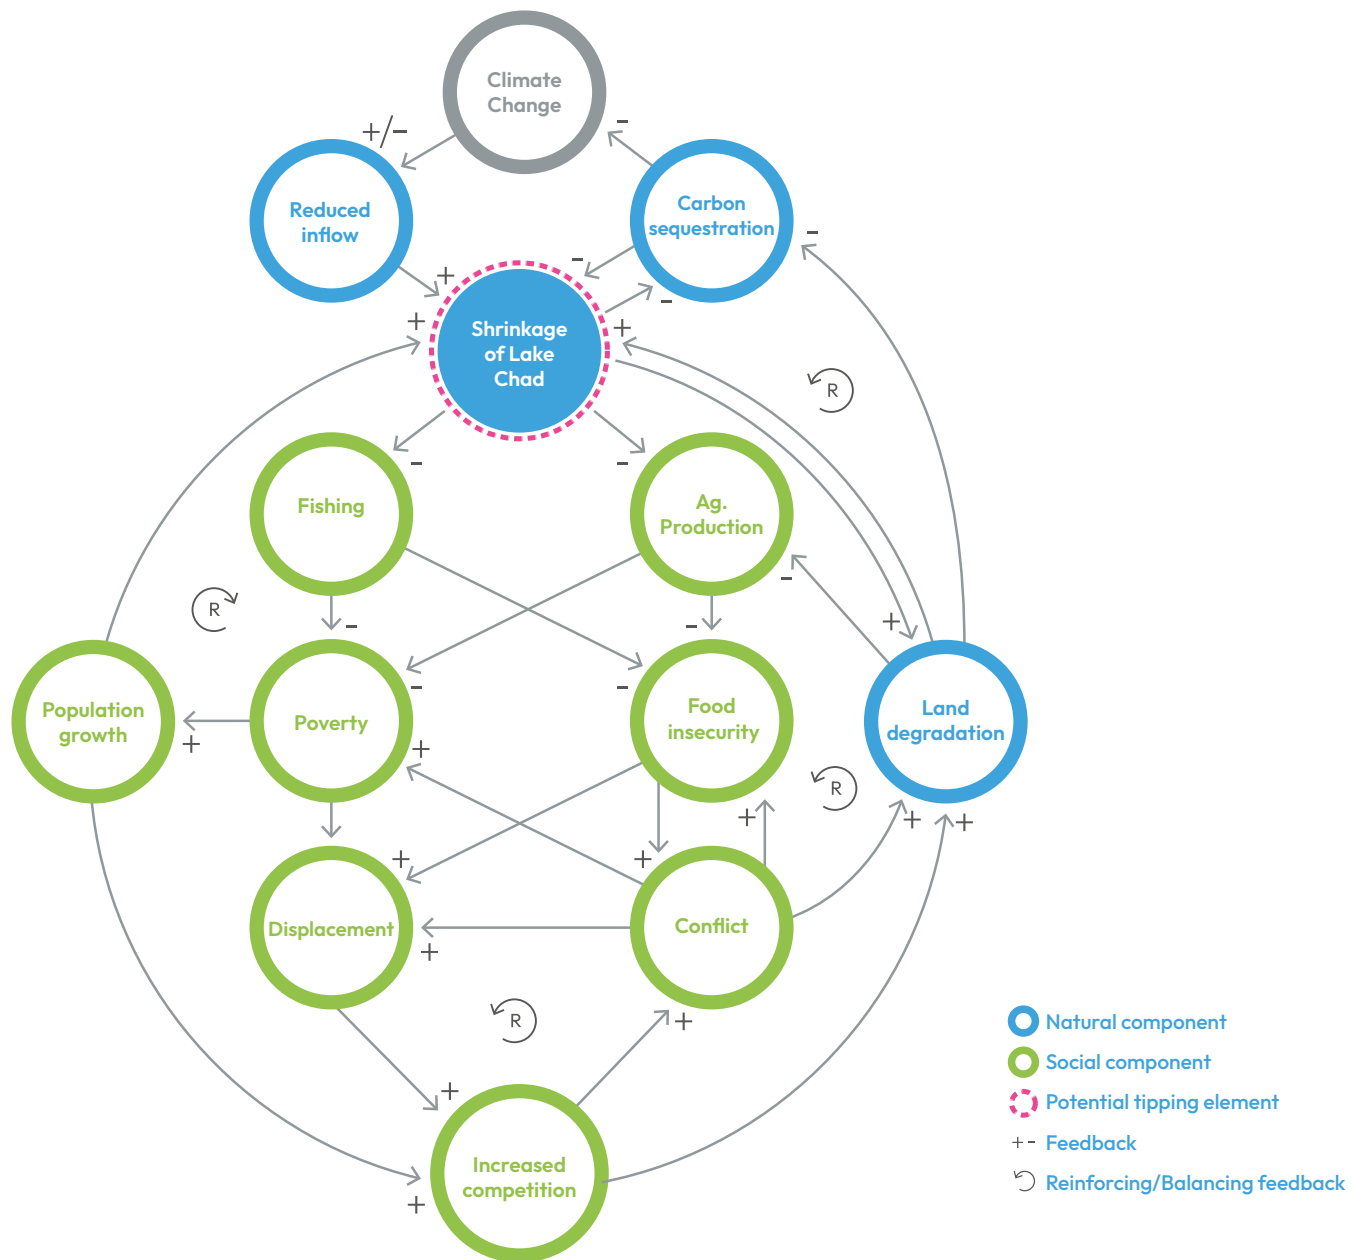 Climate
Change
+/-
-
Reduced
inflow
Carbon
sequestration
-
-
+
-
+
+
Shrinkage
of Lake
Chad
R
-
-
Fishing
Ag.
Production
-
R
-
-
+
-
-
Population
growth
Poverty
Food
insecurity
Land
degradation
+
+
R
+
+
+
+
+
Displacement
Conflict
+
R
+
+
Increased
competition
+
Natural component
Social component
Potential tipping element
+- Feedback
Reinforcing/Balancing feedback